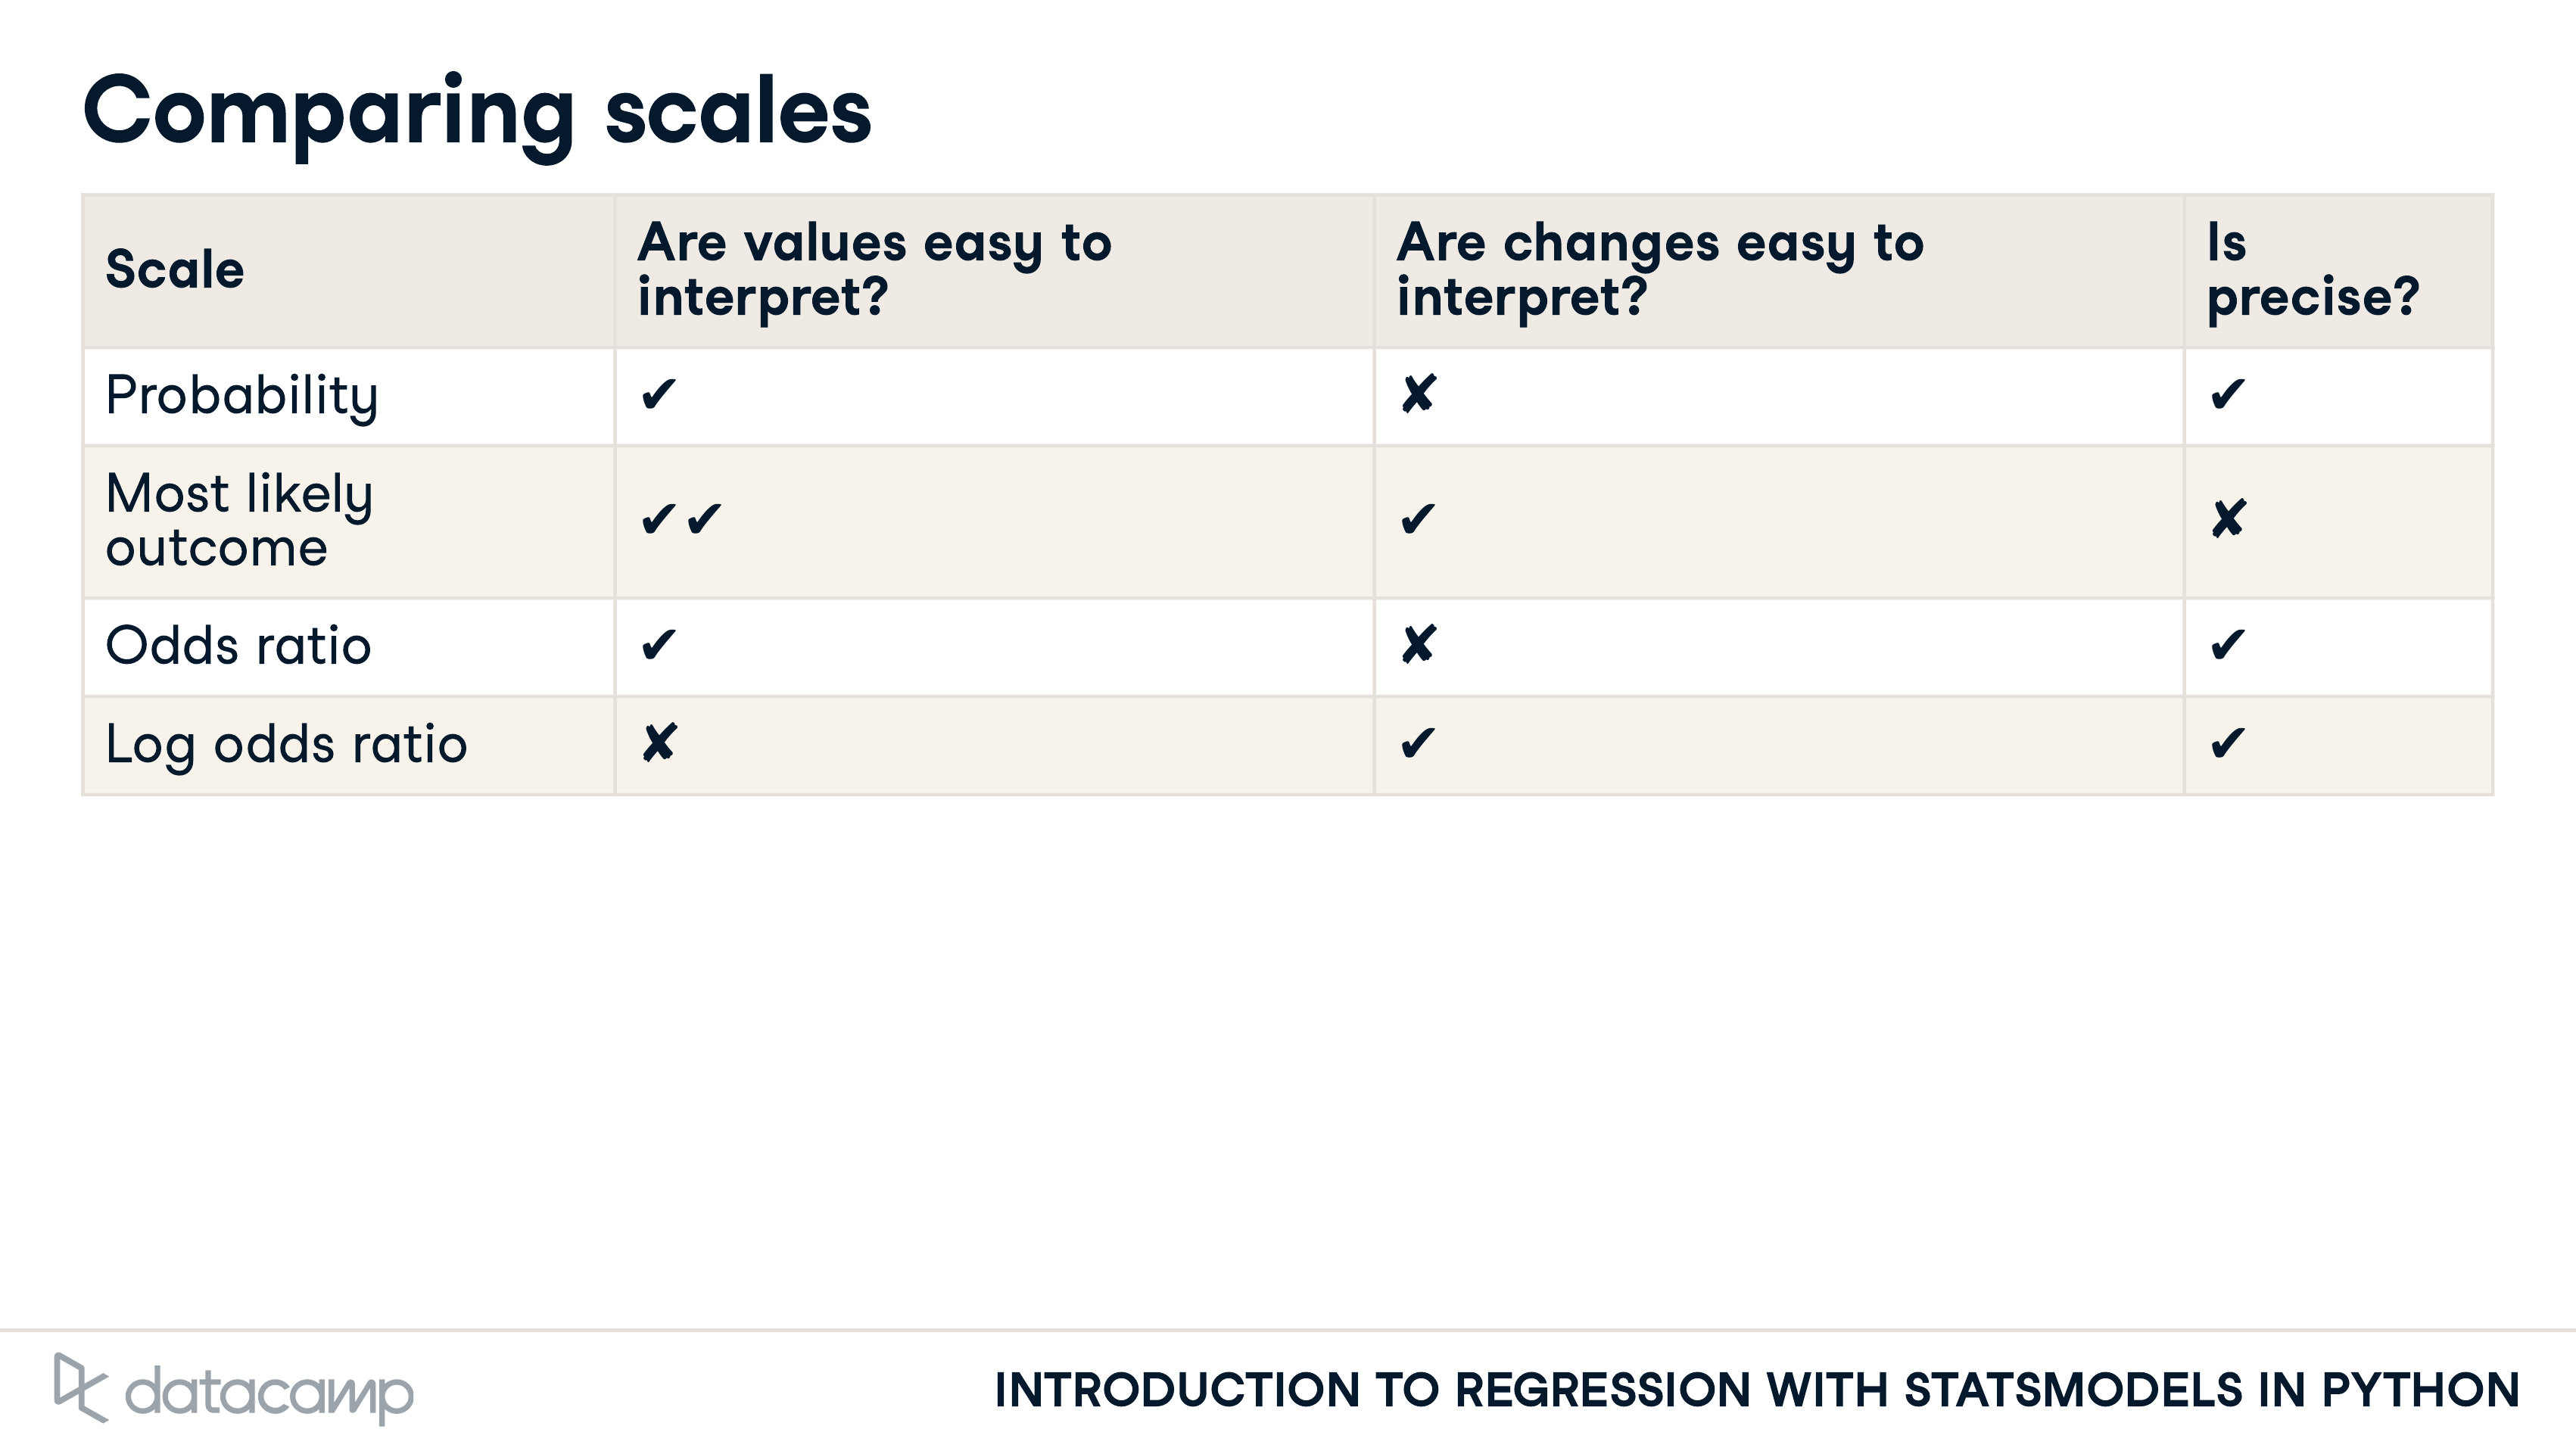 Comparing scales
Scale
Are values easy to
interpret?
Are changes easy to
interpret?
Is
precise?
Probability ✔ ✘ ✔
Most likely
outcome
✔✔ ✔ ✘
Odds ratio ✔ ✘ ✔
Log odds ratio ✘ ✔ ✔
datacamp
INTRODUCTION TO REGRESSION WITH STATSMODELS IN PYTHON